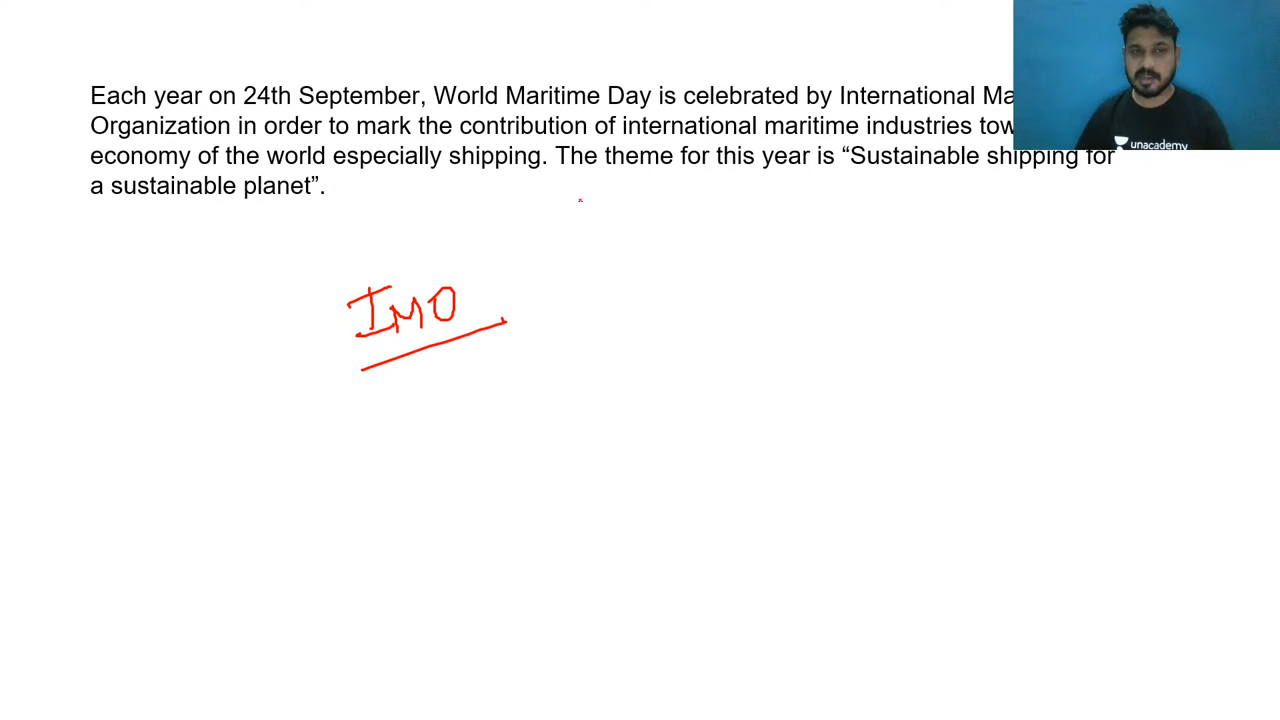 Each year on 24th September, World Maritime Day is celebrated by International
Organization in order to mark the contribution of international maritime industries
economy of the world especially shipping. The theme for this year is “Sustainable shipping for
a sustainable planet”.
unacademy
IMO